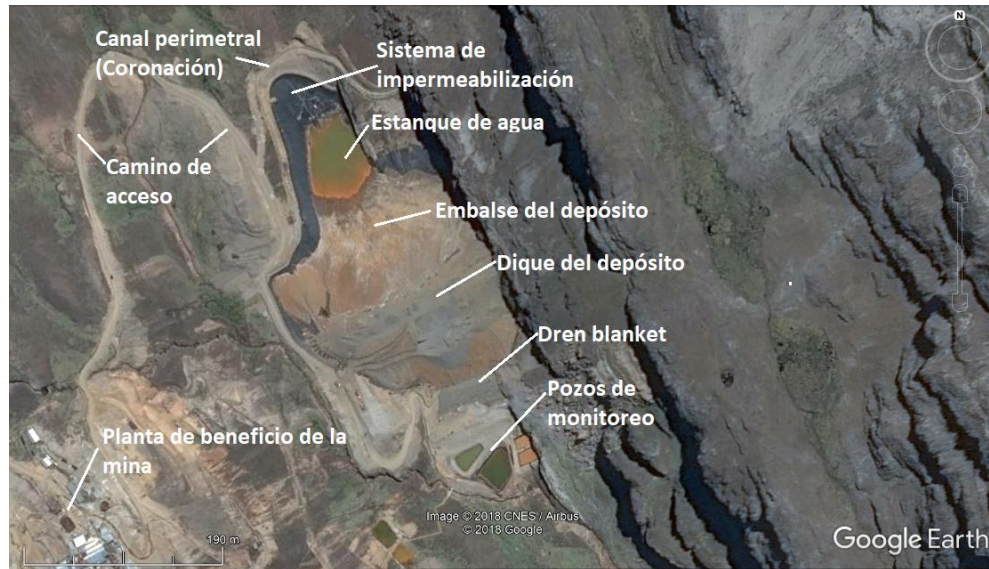 N
Canal perimetral
(Coronación)
Sistema de
impermeabilización
Estanque de agua
Camino de
acceso
Embalse del depósito
Dique del depósito
Dren blanket
Pozos de
monitoreo
Planta de beneficio de la
mina
Image © 2018 CNES / Airbus
© 2018 Google
190 m
Google Earth